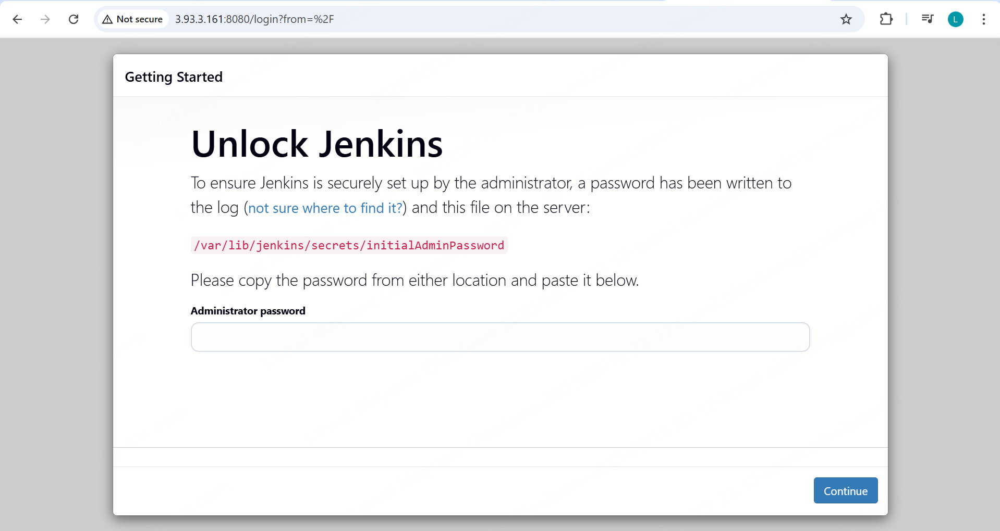 Not secure
3.93.3.161:8080/login?from=%2F
L
Getting Started
Unlock Jenkins
To ensure Jenkins is securely set up by the administrator, a password has been written to
the log (not sure where to find it?) and this file on the server:
/var/lib/jenkins/secrets/initialAdminPassword
Please copy the password from either location and paste it below.
Administrator password
Continue